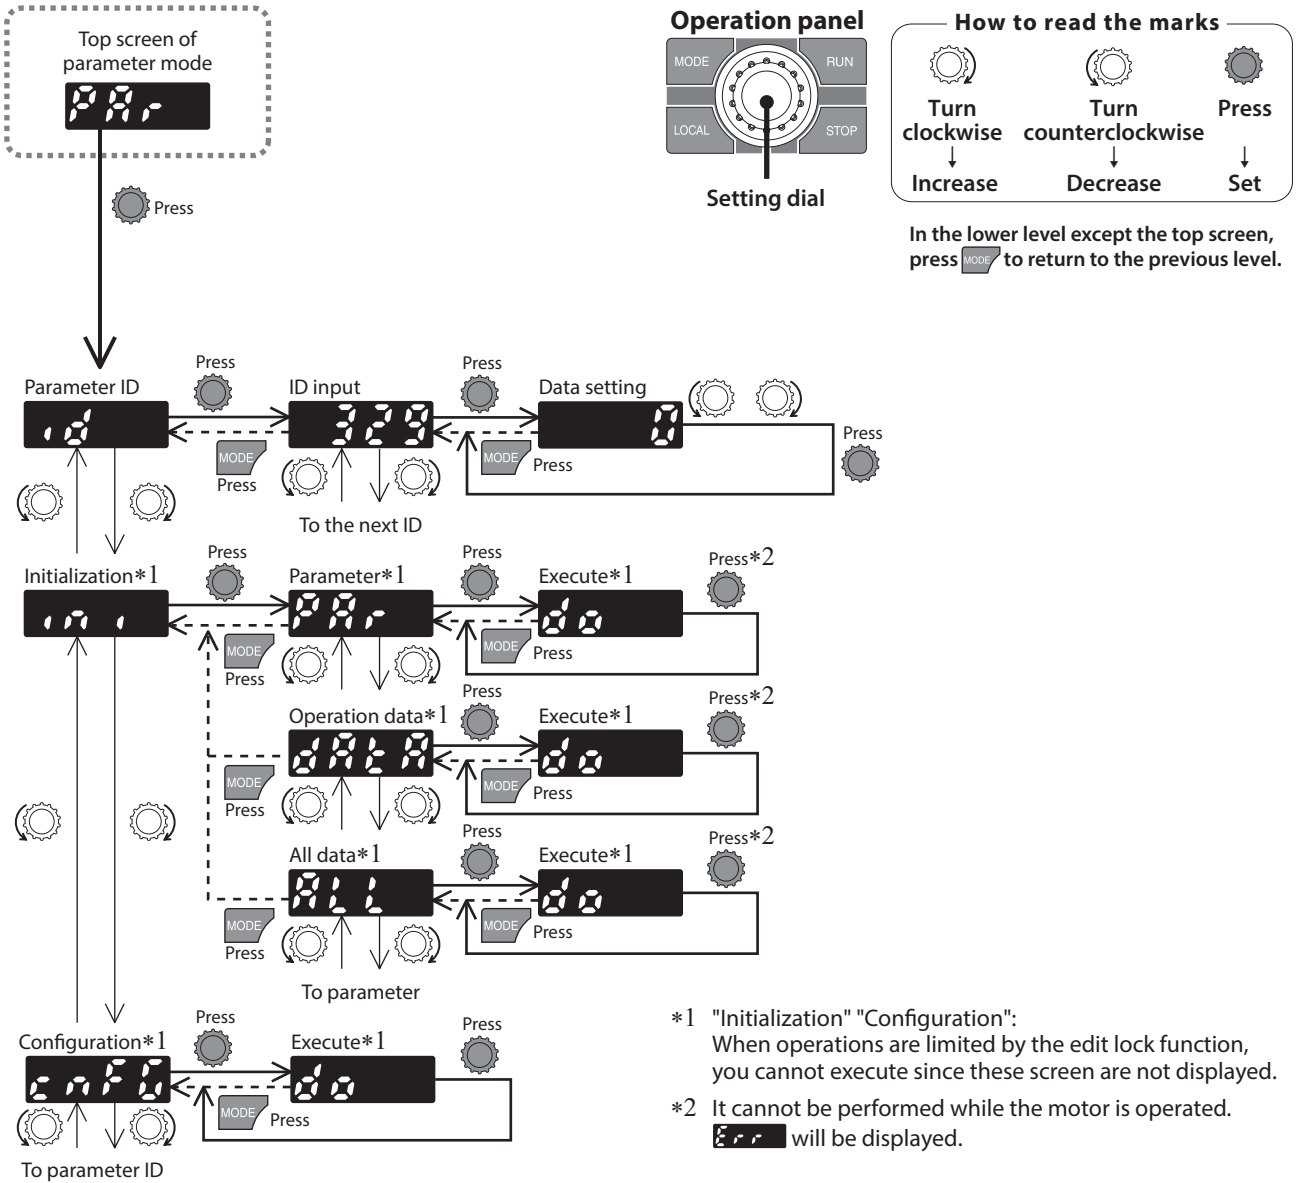 Top screen of
parameter mode
PAr
Press
Operation panel
MODE
RUN
LOCAL
STOP
Setting dial
How to read the marks
Turn
clockwise
Increase
Turn
counterclockwise
Decrease
Press
Set
In the lower level except the top screen,
press MODE to return to the previous level.
Parameter ID
id
Press
MODE
Press
ID input
329
To the next ID
Press
MODE
Press
Data setting
0
Press
Initialization*1
ini
Press
MODE
Press
Parameter*1
PAr
Press
MODE
Press
Execute*1
do
Press*2
Operation data*1
dAtA
MODE
Press
Press
MODE
Press
Execute*1
do
Press*2
All data*1
ALL
MODE
Press
Press
MODE
Press
Execute*1
do
Press*2
To parameter
Configuration*1
cnFG
Press
MODE
Press
Execute*1
do
Press
To parameter ID
*1 "Initialization" "Configuration":
When operations are limited by the edit lock function,
you cannot execute since these screen are not displayed.
*2 It cannot be performed while the motor is operated.
Err will be displayed.